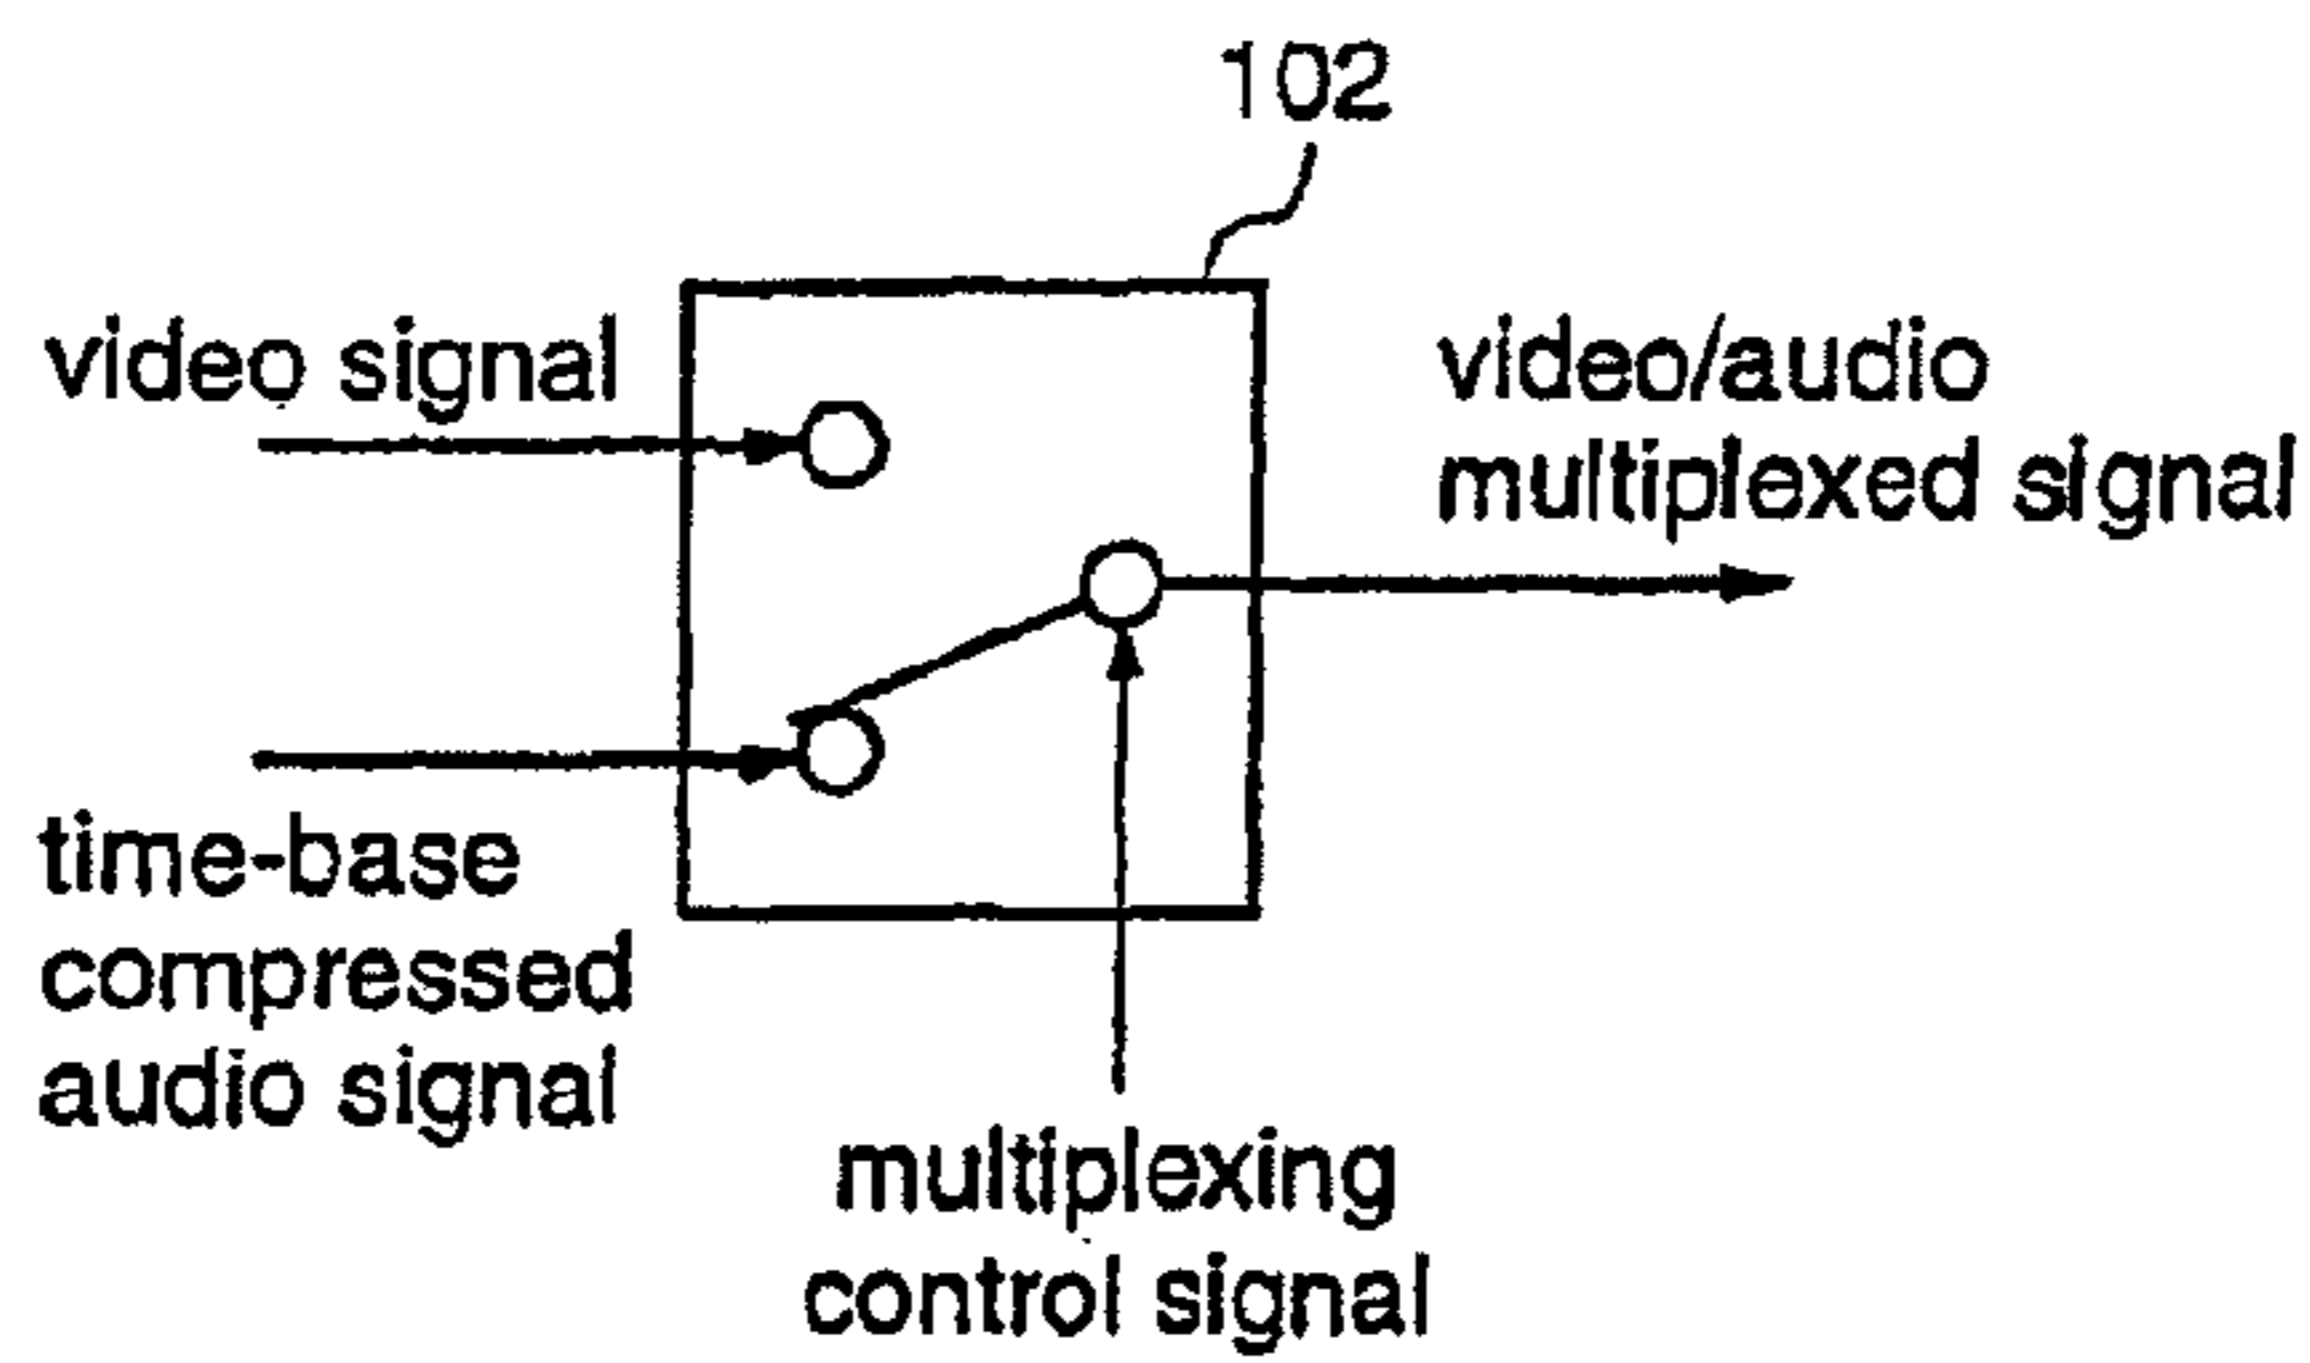 102
video signal
video/audio
multiplexed signal
time-base
compressed
audio signal
multiplexing
control signal